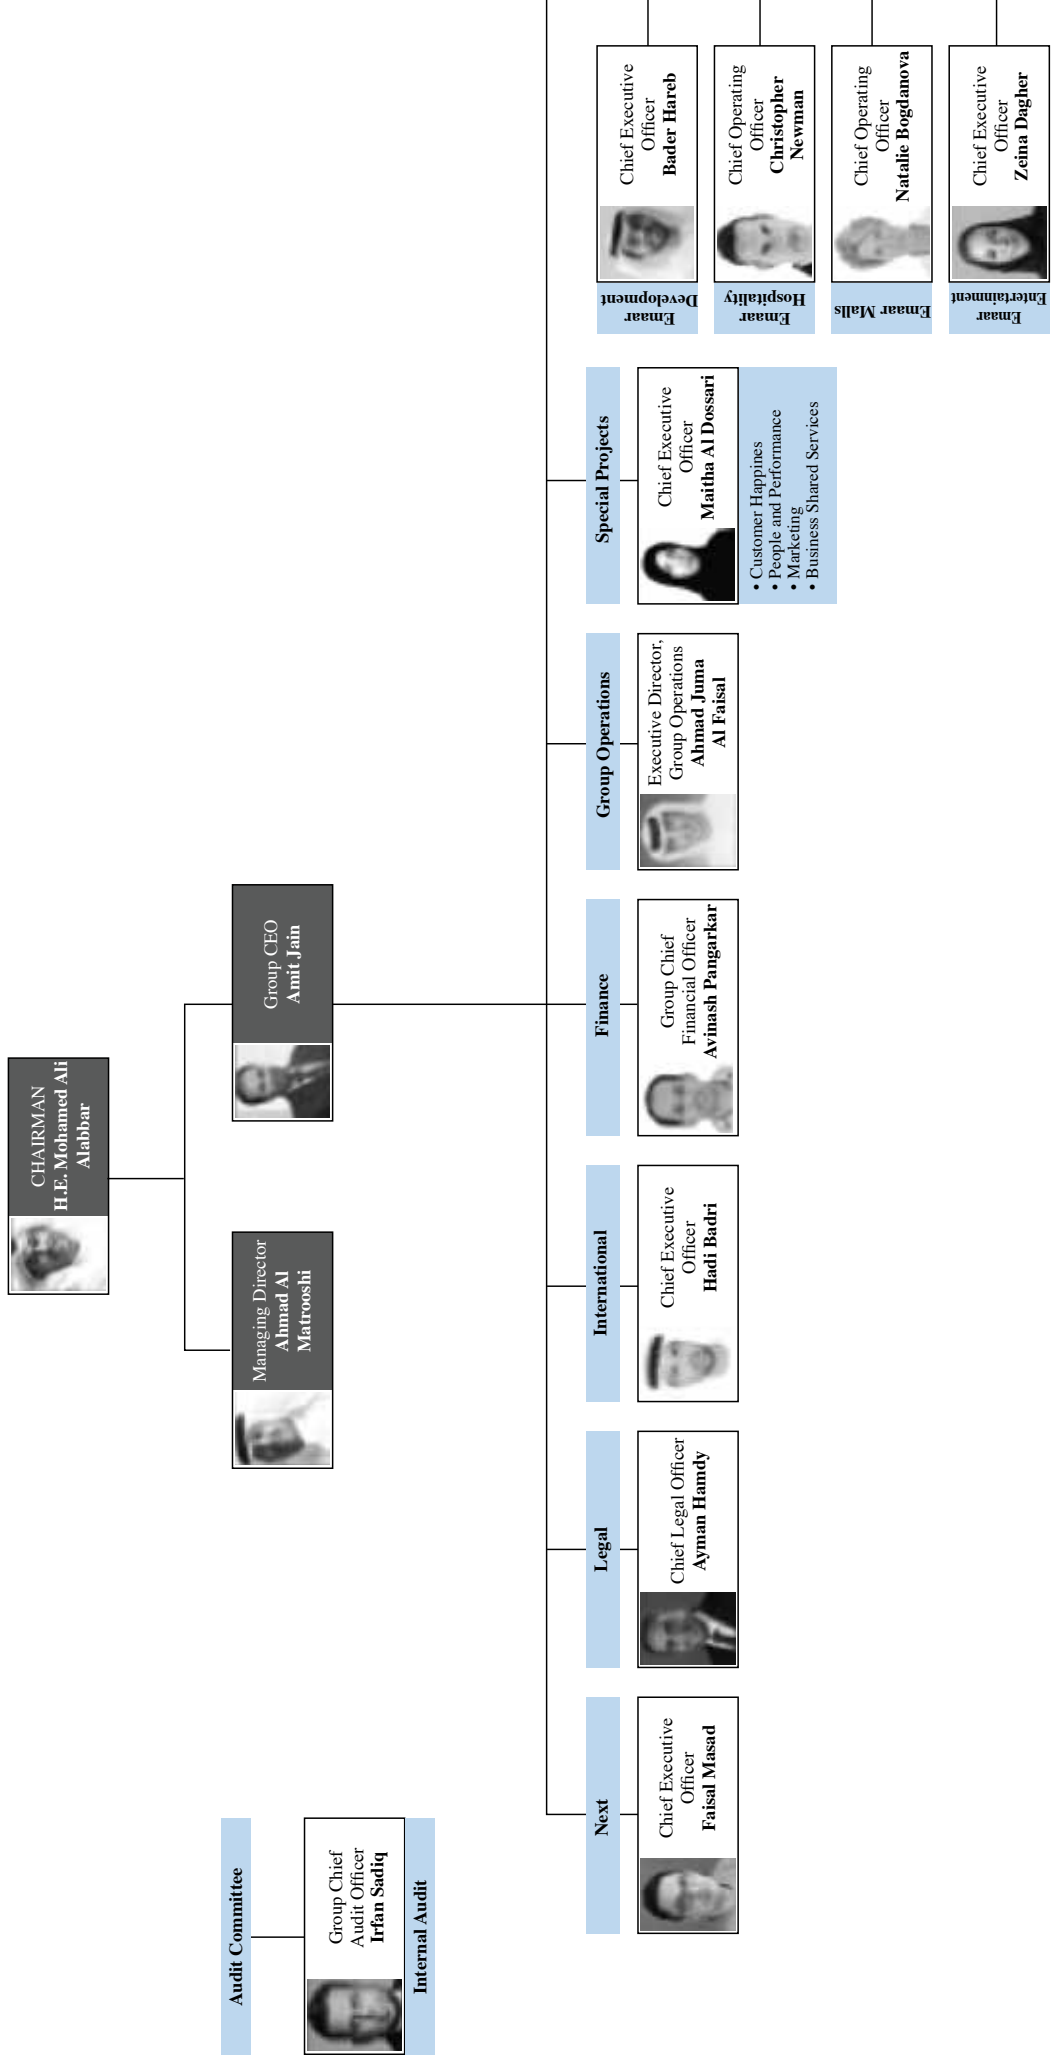 CHAIRMAN
H.E. Mohamed Ali
Alabbar
Managing Director
Ahmad Al
Matrooshi
Group CEO
Amit Jain
Audit Committee
Group Chief
Audit Officer
Irfan Sadiq
Internal Audit
Next
Chief Executive
Officer
Faisal Masad
Legal
Chief Legal Officer
Ayman Hamdy
International
Chief Executive
Officer
Hadi Badri
Finance
Group Chief
Financial Officer
Avinash Pangarkar
Group Operations
Executive Director,
Group Operations
Ahmad Juma
Al Faisal
Special Projects
Chief Executive
Officer
Maitha Al Dossari
• Customer Happines
• People and Performance
• Marketing
• Business Shared Services
Emaar
Development
Chief Executive
Officer
Bader Hareb
Emaar
Hospitality
Chief Operating
Officer
Christopher
Newman
Emaar Malls
Chief Operating
Officer
Natalie Bogdanova
Emaar
Entertainment
Chief Executive
Officer
Zeina Dagher